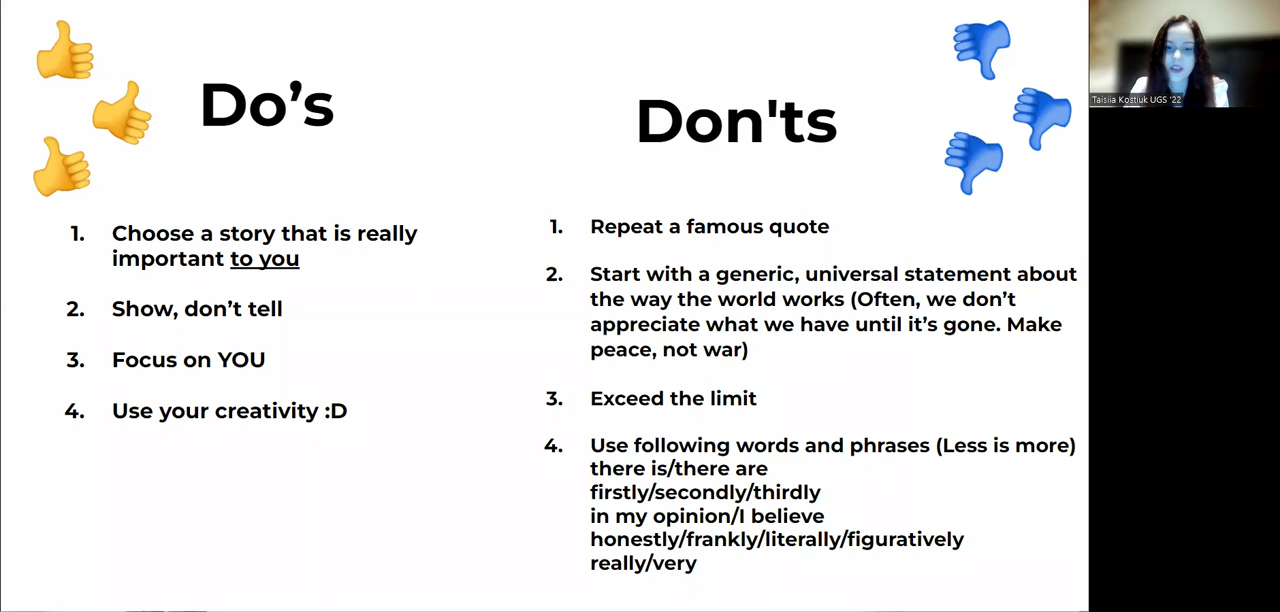 Do’s
1. Choose a story that is really
important to you
2. Show, don’t tell
3. Focus on YOU
4. Use your creativity :D
Don'ts
1. Repeat a famous quote
2. Start with a generic, universal statement about
the way the world works (Often, we don’t
appreciate what we have until it’s gone. Make
peace, not war)
3. Exceed the limit
4. Use following words and phrases (Less is more)
there is/there are
firstly/secondly/thirdly
in my opinion/I believe
honestly/frankly/literally/figuratively
really/very
Taisiia Kostiuk UGS '22